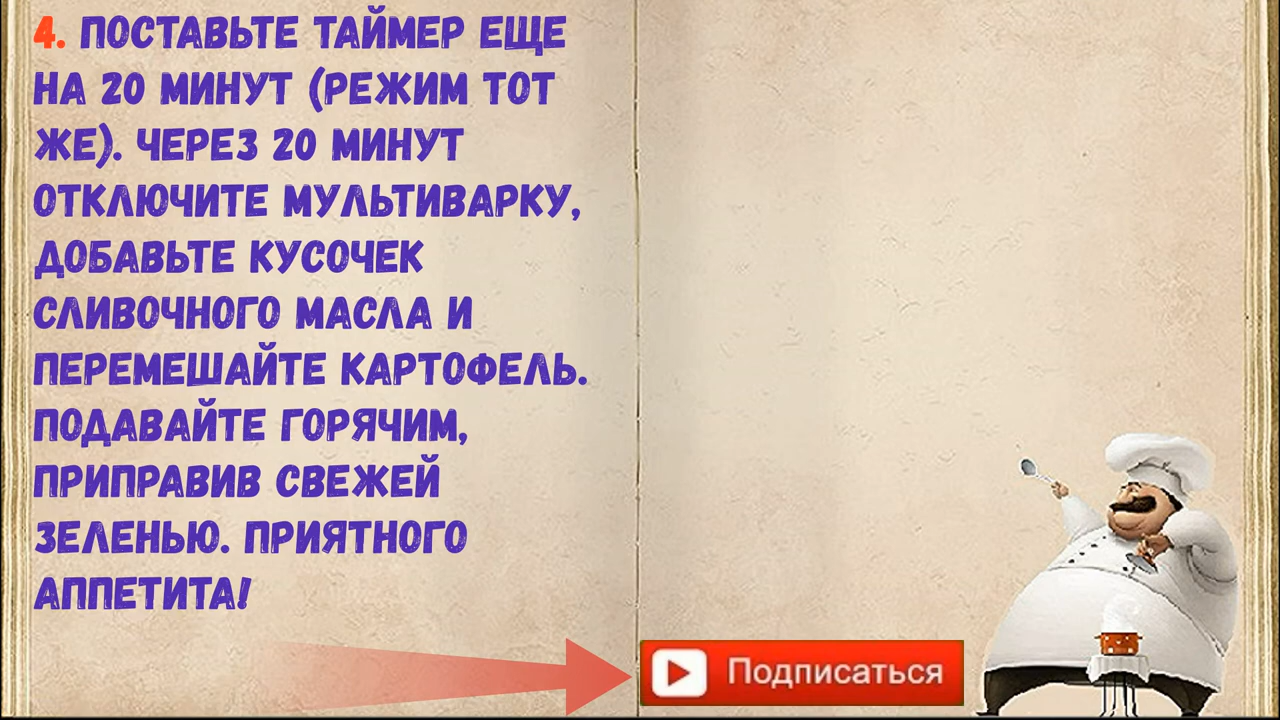 4. ПОСТАВЬТЕ ТАЙМЕР ЕЩЕ
НА 20 МИНУТ (РЕЖИМ ТОТ
ЖЕ). ЧЕРЕЗ 20 МИНУТ
ОТКЛЮЧИТЕ МУЛЬТИВАРКУ,
ДОБАВЬТЕ КУСОЧЕК
СЛИВОЧНОГО МАСЛА И
ПЕРЕМЕШАЙТЕ КАРТОФЕЛЬ.
ПОДАВАЙТЕ ГОРЯЧИМ,
ПРИПРАВИВ СВЕЖЕЙ
ЗЕЛЕНЬЮ. ПРИЯТНОГО
АППЕТИТА!
Подписаться